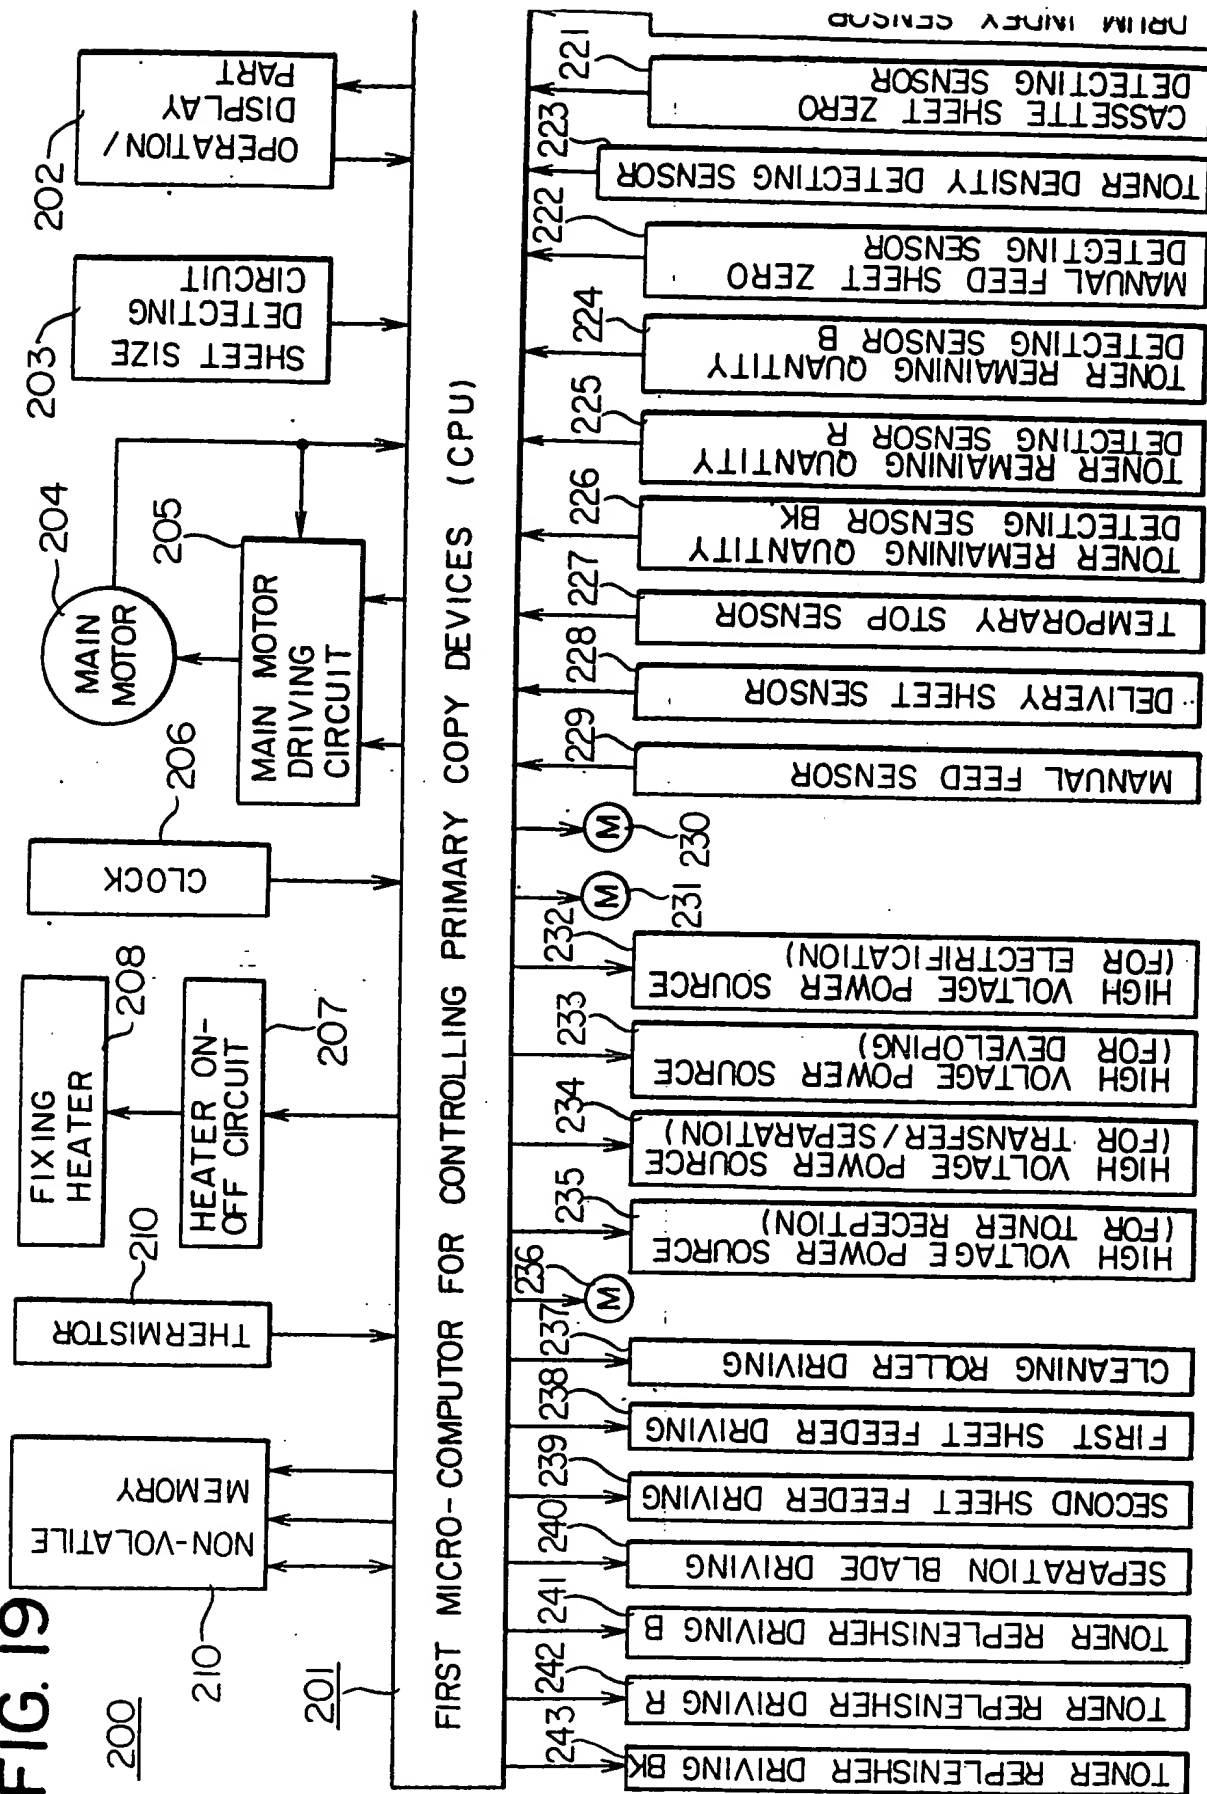 FIG. 19
200
210
NON-VOLATILE
MEMORY
THERMISTOR
210
FIXING
HEATER
208
HEATER ON-
OFF CIRCUIT
207
CLOCK
206
MAIN
MOTOR
204
MAIN MOTOR
DRIVING
CIRCUIT
205
203
SHEET SIZE
DETECTING
CIRCUIT
202
OPERATION/
DISPLAY
PART
201
FIRST MICRO-COMPUTOR FOR CONTROLLING PRIMARY COPY DEVICES (CPU)
243
TONER REPLENISHER DRIVING BK
242
TONER REPLENISHER DRIVING R
241
TONER REPLENISHER DRIVING B
240
SEPARATION BLADE DRIVING
239
SECOND SHEET FEEDER DRIVING
238
FIRST SHEET FEEDER DRIVING
237
CLEANING ROLLER DRIVING
236
M
235
HIGH VOLTAGE POWER SOURCE
(FOR TONER RECEPTION)
234
HIGH VOLTAGE POWER SOURCE
(FOR TRANSFER/SEPARATION)
233
HIGH VOLTAGE POWER SOURCE
(FOR DEVELOPING)
232
HIGH VOLTAGE POWER SOURCE
(FOR ELECTRIFICATION)
231
M
230
M
229
MANUAL FEED SENSOR
228
DELIVERY SHEET SENSOR
227
TEMPORARY STOP SENSOR
226
TONER REMAINING QUANTITY
DETECTING SENSOR BK
225
TONER REMAINING QUANTITY
DETECTING SENSOR R
224
TONER REMAINING QUANTITY
DETECTING SENSOR B
222
MANUAL FEED SHEET ZERO
DETECTING SENSOR
223
TONER DENSITY DETECTING SENSOR
221
CASSETTE SHEET ZERO
DETECTING SENSOR
DRUM INDEX SENSOR